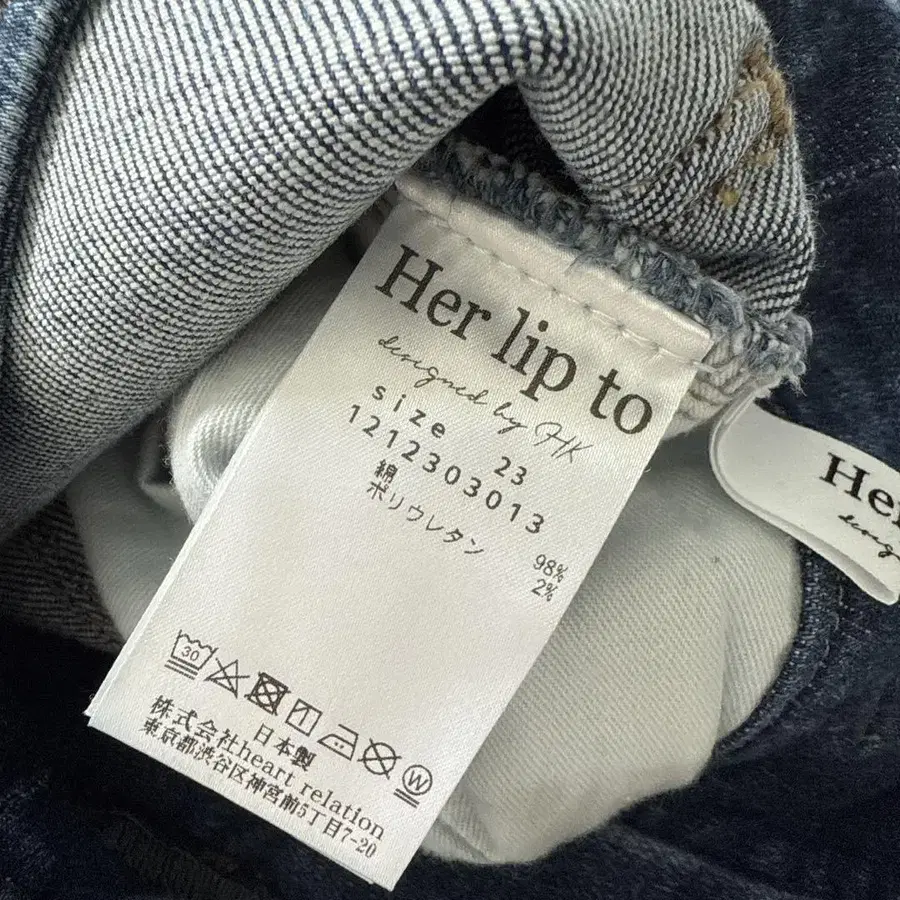 Her lip to
designed by HK
size 23
1212303013
綿 98%
ポリウレタン 2%
30
W
日本製
株式会社heart relation
東京都渋谷区神宮前5丁目7-20
Her